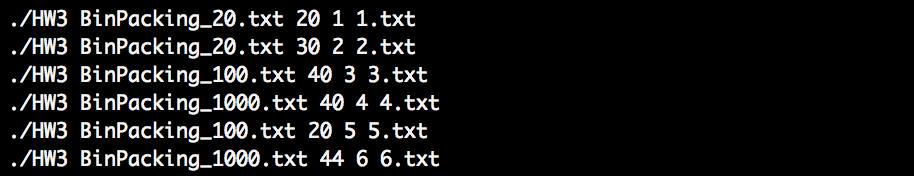 ./HW3 BinPacking_20.txt 20 1 1.txt
./HW3 BinPacking_20.txt 30 2 2.txt
./HW3 BinPacking_100.txt 40 3 3.txt
./HW3 BinPacking_1000.txt 40 4 4.txt
./HW3 BinPacking_100.txt 20 5 5.txt
./HW3 BinPacking_1000.txt 44 6 6.txt